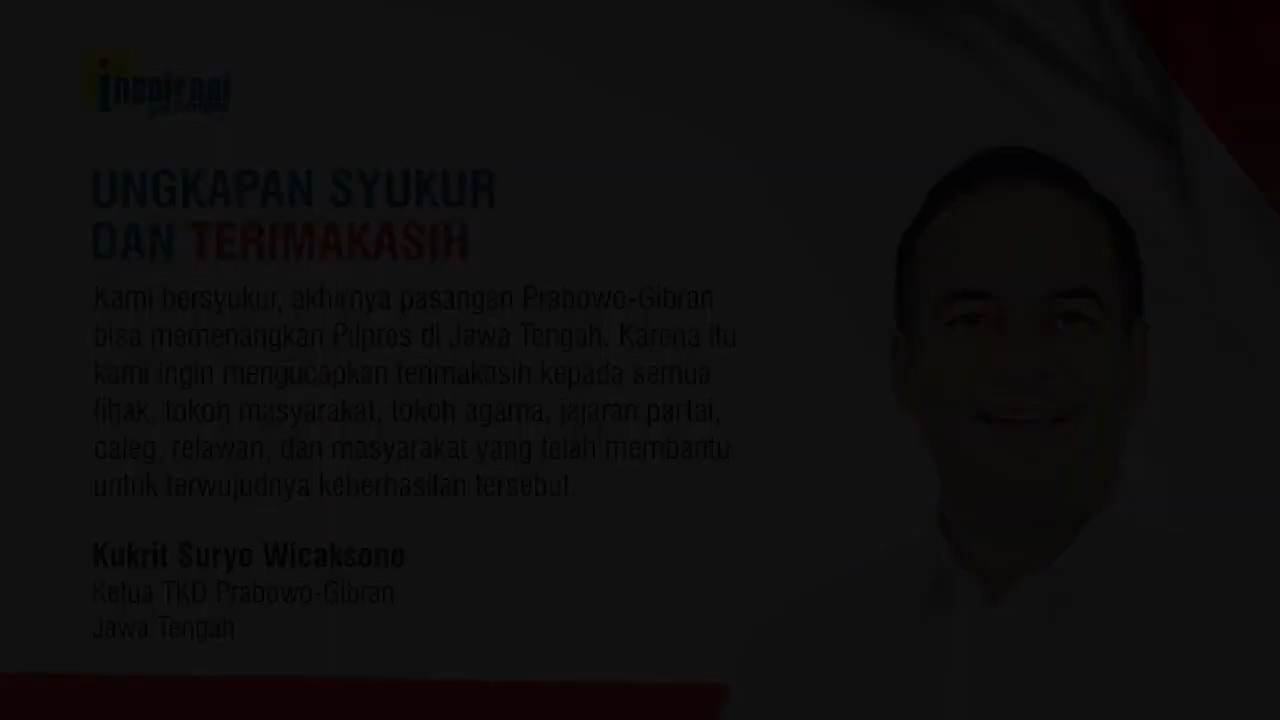 inspirasi
UNGKAPAN SYUKUR
DAN TERIMAKASIH
Kami bersyukur, akhirnya pasangan Prabowo-Gibran
bisa memenangkan Pilpres di Jawa Tengah. Karena itu
kami ingin mengucapkan terimakasih kepada semua
fihak, tokoh masyarakat, tokoh agama, jajaran partai,
caleg, relawan, dan masyarakat yang telah membantu
untuk terwujudnya keberhasilan tersebut.
Kukrit Suryo Wicaksono
Ketua TKD Prabowo-Gibran
Jawa Tengah